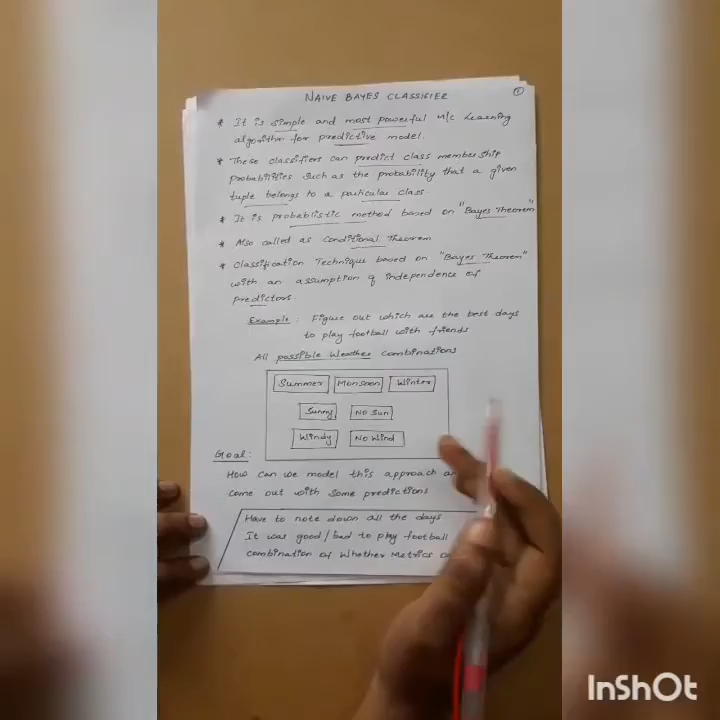 NAIVE BAYES CLASSIFIER
1
* It is simple and most powerful M/c Learning
algorithm for predictive model.
* These classifiers can predict class membership
probabilities such as the probability that a given
tuple belongs to a particular class.
* It is probablistic method based on "Bayes Theorem"
* Also called as Conditional Theorem
* Classification Technique based on "Bayes Theorem"
with an assumption of independence of
predictors.
Example : Figure out which are the best days
to play football with friends
All possible Weather combinations
Summer Monsoon Winter
Sunny No Sun
Windy No Wind
Goal:
How can we model this approach
come out with some predictions
Have to note down all the days
It was good/bad to play football
combination of Whether Metrics
InShOt